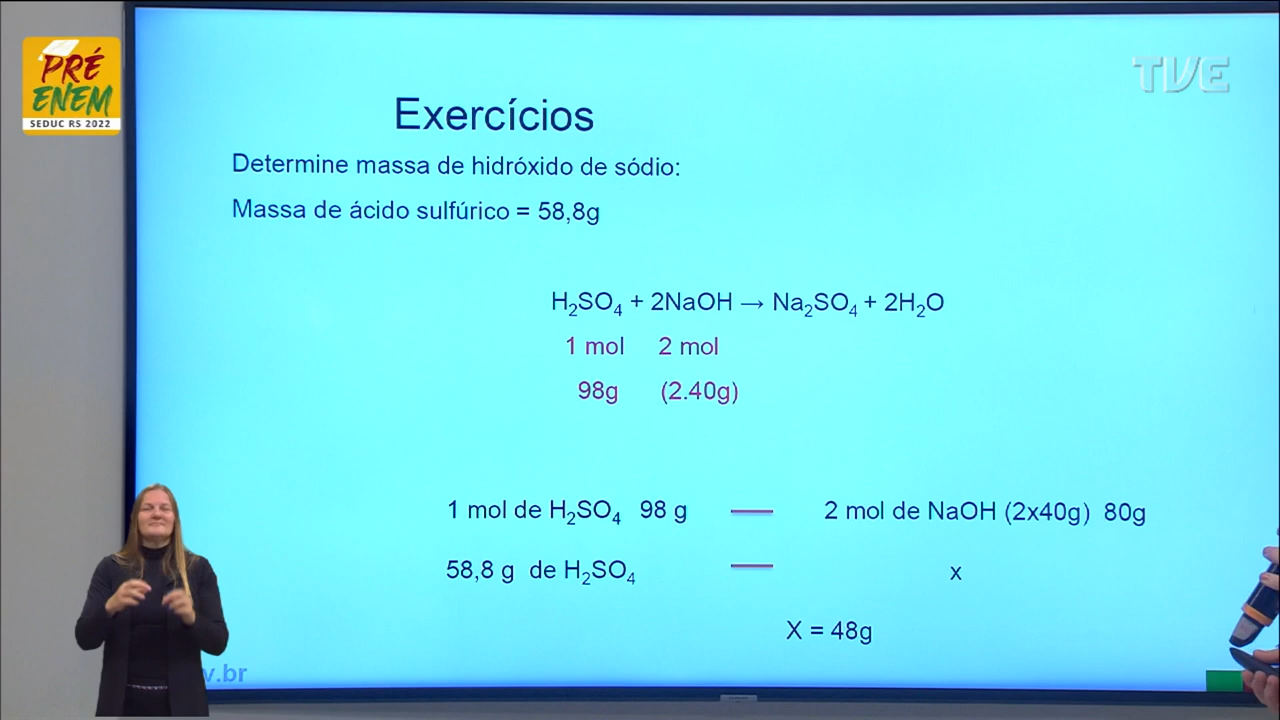 PRÉ
ENEM
SEDUC RS 2022
TVE
Exercícios
Determine massa de hidróxido de sódio:
Massa de ácido sulfúrico = 58,8g
H₂SO₄ + 2NaOH → Na₂SO₄ + 2H₂O
1 mol 2 mol
98g (2.40g)
1 mol de H₂SO₄ 98 g — 2 mol de NaOH (2x40g) 80g
58,8 g de H₂SO₄ — x
X = 48g
v.br